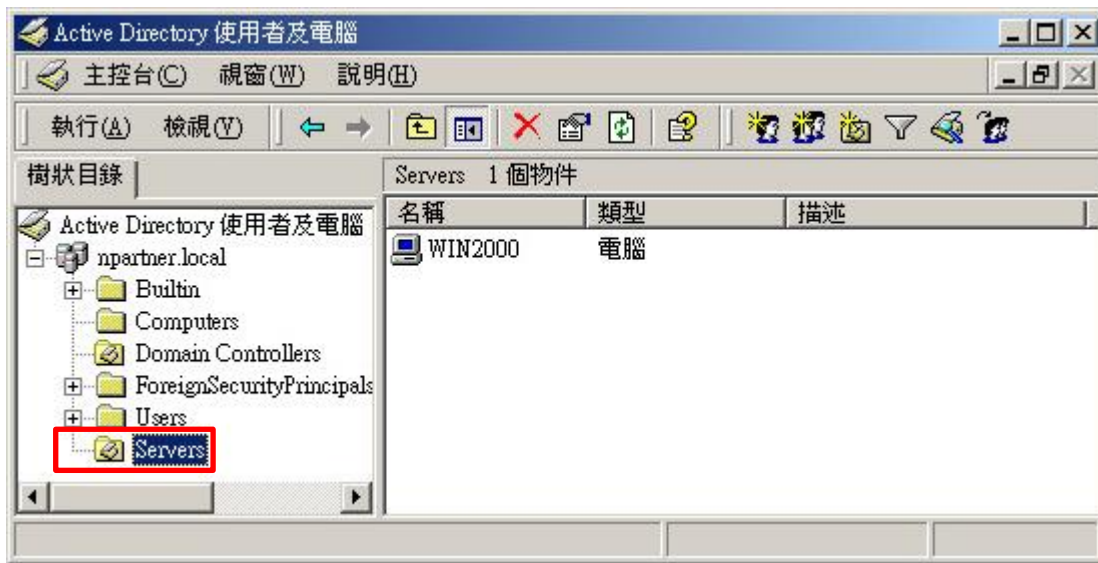 Active Directory 使用者及電腦
主控台(C) 視窗(W) 說明(H)
執行(A) 檢視(V)
樹狀目錄
Servers 1 個物件
Active Directory 使用者及電腦
npartner.local
Builtin
Computers
Domain Controllers
ForeignSecurityPrincipals
Users
Servers
名稱 類型 描述
WIN2000 電腦